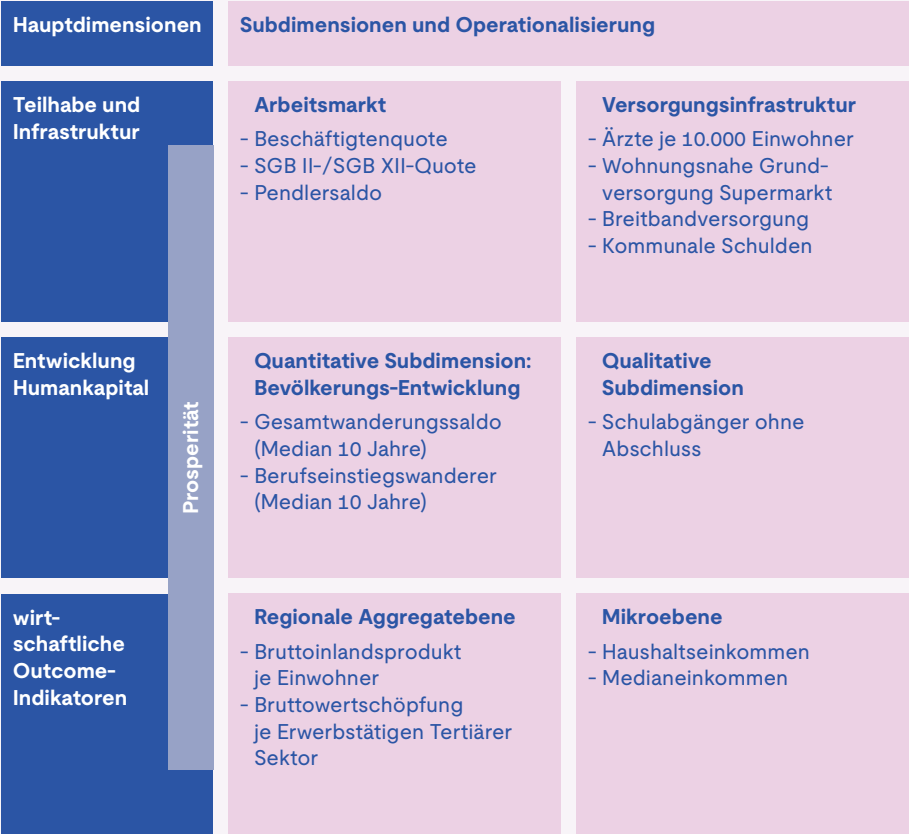 Hauptdimensionen
Subdimensionen und Operationalisierung
Teilhabe und
Infrastruktur
Arbeitsmarkt
- Beschäftigtenquote
- SGB II-/SGB XII-Quote
- Pendlersaldo
Versorgungsinfrastruktur
- Ärzte je 10.000 Einwohner
- Wohnungsnahe Grund-
versorgung Supermarkt
- Breitbandversorgung
- Kommunale Schulden
Prosperität
Entwicklung
Humankapital
Quantitative Subdimension:
Bevölkerungs-Entwicklung
- Gesamtwanderungssaldo
(Median 10 Jahre)
- Berufseinstiegswanderer
(Median 10 Jahre)
Qualitative
Subdimension
- Schulabgänger ohne
Abschluss
wirt-
schaftliche
Outcome-
Indikatoren
Regionale Aggregatebene
- Bruttoinlandsprodukt
je Einwohner
- Bruttowertschöpfung
je Erwerbstätigen Tertiärer
Sektor
Mikroebene
- Haushaltseinkommen
- Medianeinkommen